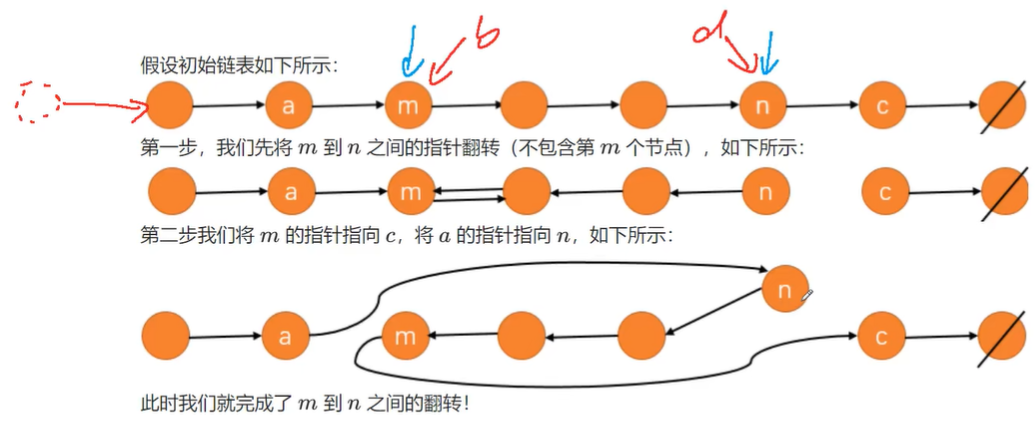 b d
假设初始链表如下所示：
a m n c
第一步，我们先将 m 到 n 之间的指针翻转（不包含第 m 个节点），如下所示：
a m n c
第二步我们将 m 的指针指向 c，将 a 的指针指向 n，如下所示：
n
a m c
此时我们就完成了 m 到 n 之间的翻转！